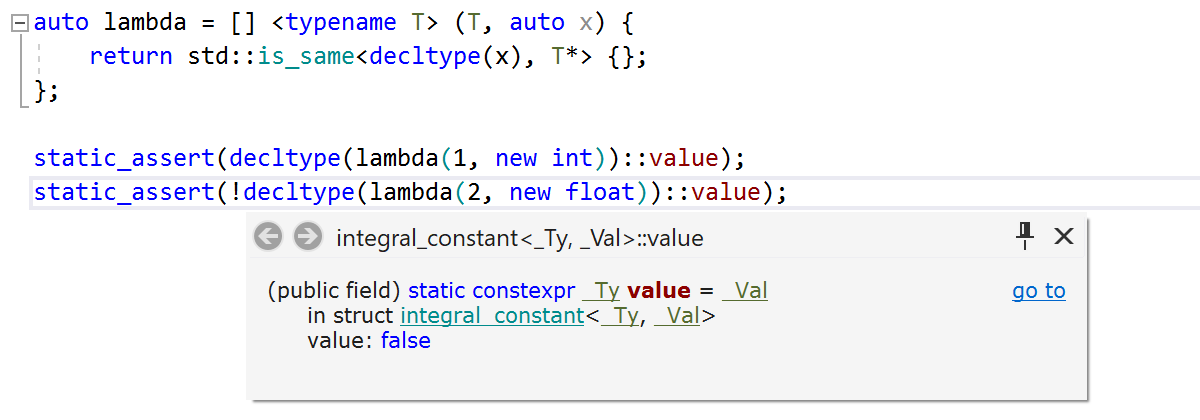 auto lambda = [] <typename T> (T, auto x) {
    return std::is_same<decltype(x), T*> {};
};
static_assert(decltype(lambda(1, new int))::value);
static_assert(!decltype(lambda(2, new float))::value);
integral_constant<_Ty, _Val>::value
(public field) static constexpr _Ty value = _Val go to
in struct integral_constant<_Ty, _Val>
value: false